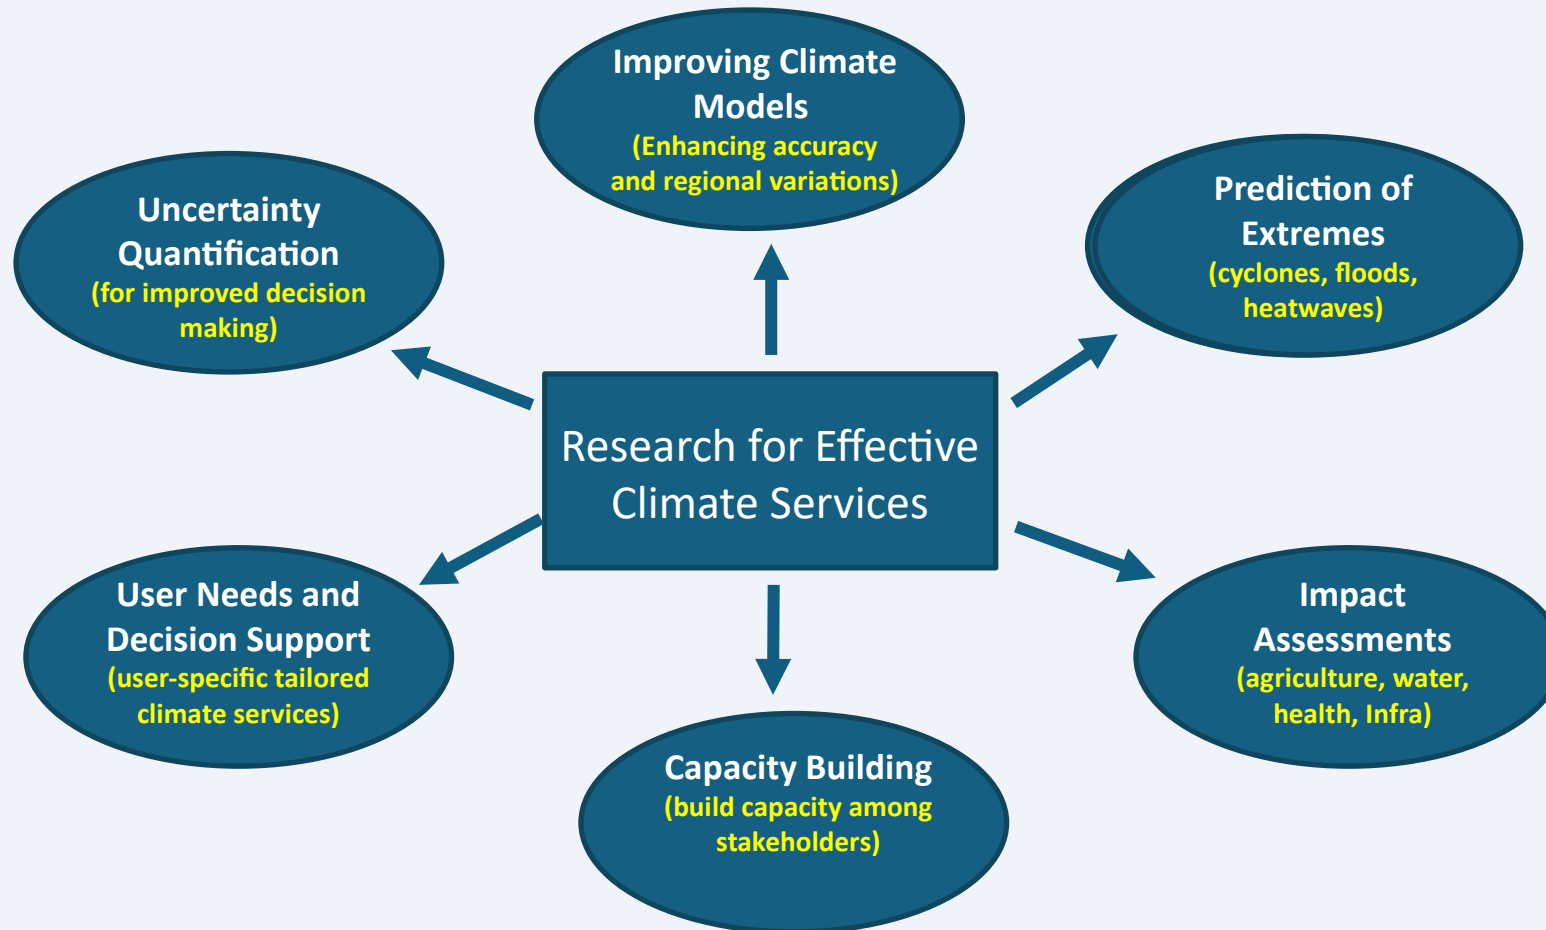 Improving Climate
Models
(Enhancing accuracy
and regional variations)
Uncertainty
Quantification
(for improved decision
making)
Prediction of
Extremes
(cyclones, floods,
heatwaves)
Research for Effective
Climate Services
User Needs and
Decision Support
(user-specific tailored
climate services)
Impact
Assessments
(agriculture, water,
health, Infra)
Capacity Building
(build capacity among
stakeholders)